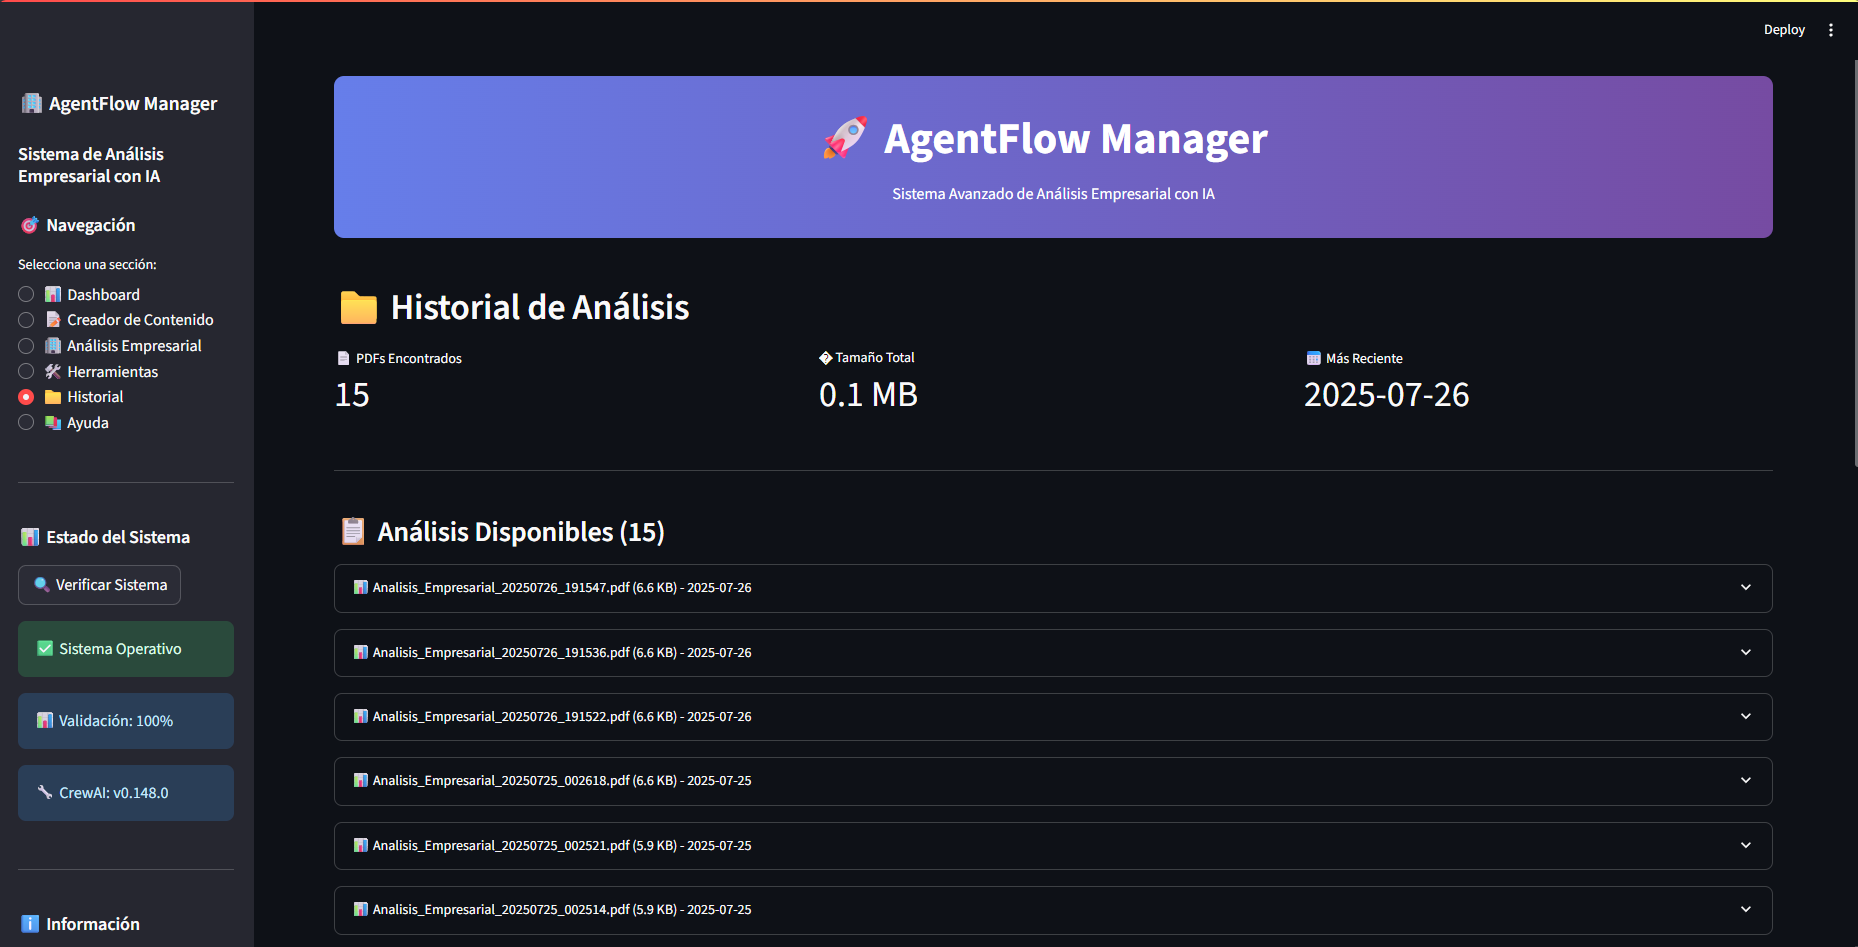 Deploy
AgentFlow Manager
Sistema de Análisis
Empresarial con IA
Navegación
Selecciona una sección:
Dashboard
Creador de Contenido
Análisis Empresarial
Herramientas
Historial
Ayuda
Estado del Sistema
Verificar Sistema
Sistema Operativo
Validación: 100%
CrewAI: v0.148.0
Información
AgentFlow Manager
Sistema Avanzado de Análisis Empresarial con IA
Historial de Análisis
PDFs Encontrados
15
� Tamaño Total
0.1 MB
Más Reciente
2025-07-26
Análisis Disponibles (15)
Analisis_Empresarial_20250726_191547.pdf (6.6 KB) - 2025-07-26
Analisis_Empresarial_20250726_191536.pdf (6.6 KB) - 2025-07-26
Analisis_Empresarial_20250726_191522.pdf (6.6 KB) - 2025-07-26
Analisis_Empresarial_20250725_002618.pdf (6.6 KB) - 2025-07-25
Analisis_Empresarial_20250725_002521.pdf (5.9 KB) - 2025-07-25
Analisis_Empresarial_20250725_002514.pdf (5.9 KB) - 2025-07-25